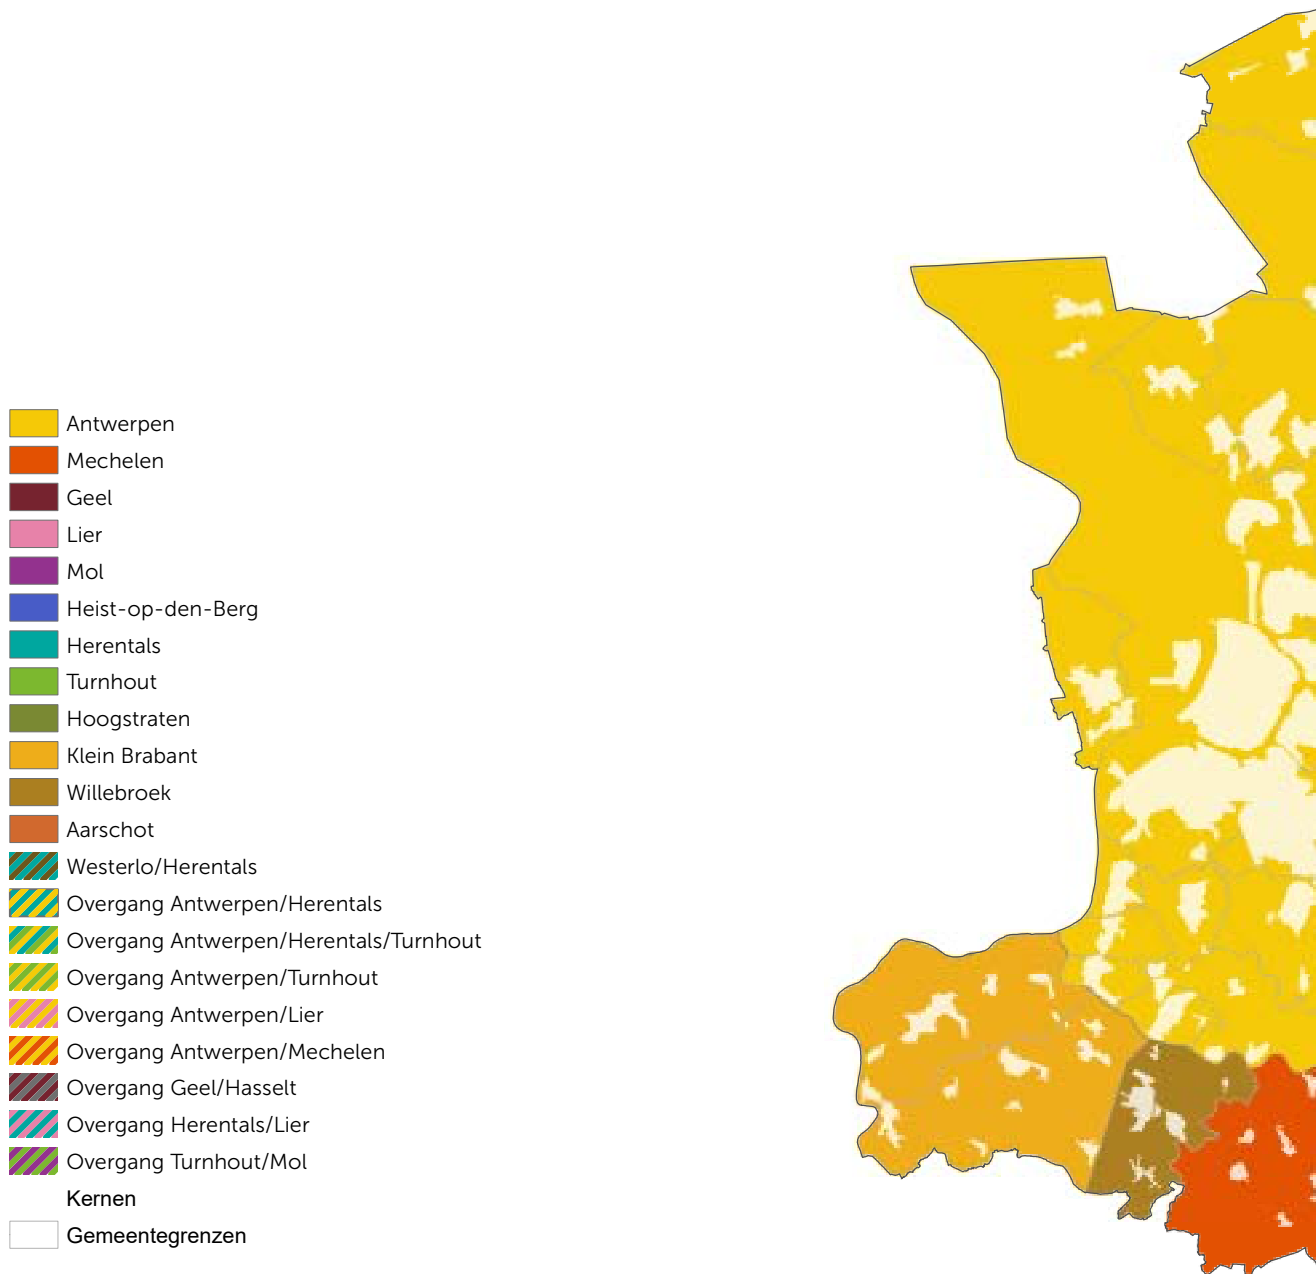 Antwerpen
Mechelen
Geel
Lier
Mol
Heist-op-den-Berg
Herentals
Turnhout
Hoogstraten
Klein Brabant
Willebroek
Aarschot
Westerlo/Herentals
Overgang Antwerpen/Herentals
Overgang Antwerpen/Herentals/Turnhout
Overgang Antwerpen/Turnhout
Overgang Antwerpen/Lier
Overgang Antwerpen/Mechelen
Overgang Geel/Hasselt
Overgang Herentals/Lier
Overgang Turnhout/Mol
Kernen
Gemeentegrenzen